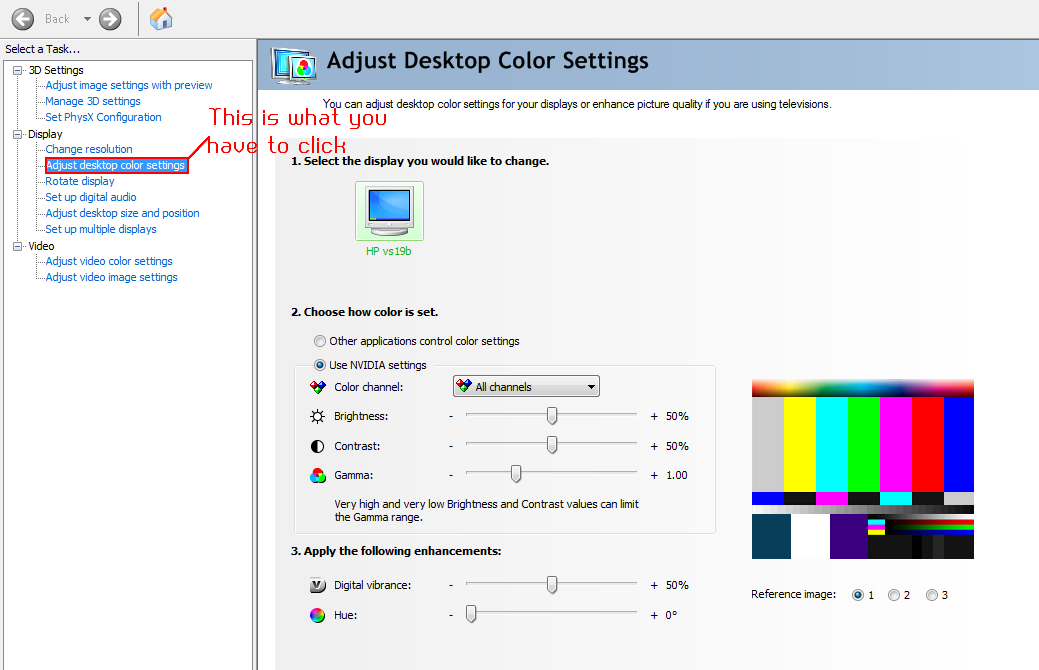 Back
Select a Task...
3D Settings
Adjust image settings with preview
Manage 3D settings
Set PhysX Configuration
Display
Change resolution
Adjust desktop color settings
Rotate display
Set up digital audio
Adjust desktop size and position
Set up multiple displays
Video
Adjust video color settings
Adjust video image settings
This is what you
have to click
Adjust Desktop Color Settings
You can adjust desktop color settings for your displays or enhance picture quality if you are using televisions.
1. Select the display you would like to change.
HP vs19b
2. Choose how color is set.
Other applications control color settings
Use NVIDIA settings
Color channel: All channels
Brightness: - + 50%
Contrast: - + 50%
Gamma: - + 1.00
Very high and very low Brightness and Contrast values can limit
the Gamma range.
3. Apply the following enhancements:
Digital vibrance: - + 50%
Hue: - + 0°
Reference image: 1 2 3